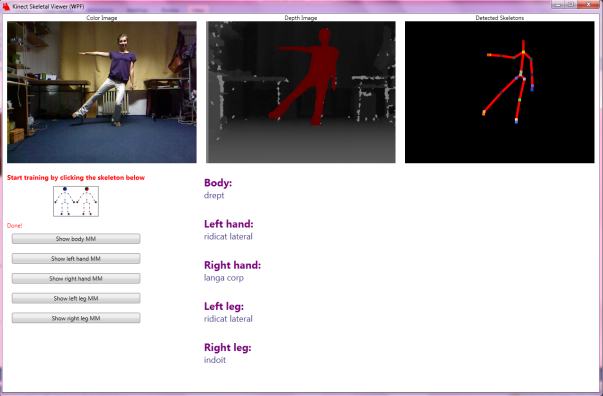 Kinect Skeletal Viewer (WPF)
Color Image
Depth Image
Detected Skeletons
Start training by clicking the skeleton below
Done!
Show body MM
Show left hand MM
Show right hand MM
Show left leg MM
Show right leg MM
Body:
drept
Left hand:
ridicat lateral
Right hand:
langa corp
Left leg:
ridicat lateral
Right leg:
indoit